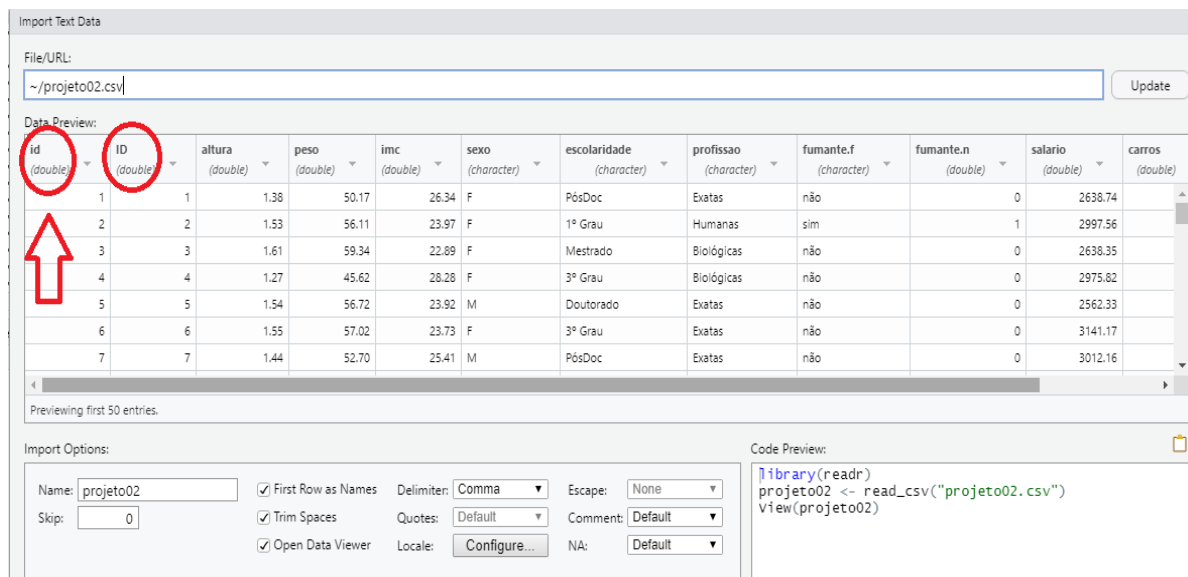 Import Text Data
File/URL:
~/projeto02.csv
Update
Data Preview:
id ID altura peso imc sexo escolaridade profissao fumante.f fumante.n salario carros
(double) (double) (double) (double) (double) (character) (character) (character) (character) (double) (double) (double)
1 1 1.38 50.17 26.34 F PósDoc Exatas não 0 2638.74
2 2 1.53 56.11 23.97 F 1º Grau Humanas sim 1 2997.56
3 3 1.61 59.34 22.89 F Mestrado Biológicas não 0 2638.35
4 4 1.27 45.62 28.28 F 3º Grau Biológicas não 0 2975.82
5 5 1.54 56.72 23.92 M Doutorado Exatas não 0 2562.33
6 6 1.55 57.02 23.73 F 3º Grau Exatas não 0 3141.17
7 7 1.44 52.70 25.41 M PósDoc Exatas não 0 3012.16
Previewing first 50 entries.
Import Options:
Name: projeto02 First Row as Names Delimiter: Comma Escape: None
Skip: 0 Trim Spaces Quotes: Default Comment: Default
Open Data Viewer Locale: Configure... NA: Default
Code Preview:
library(readr)
projeto02 <- read_csv("projeto02.csv")
View(projeto02)